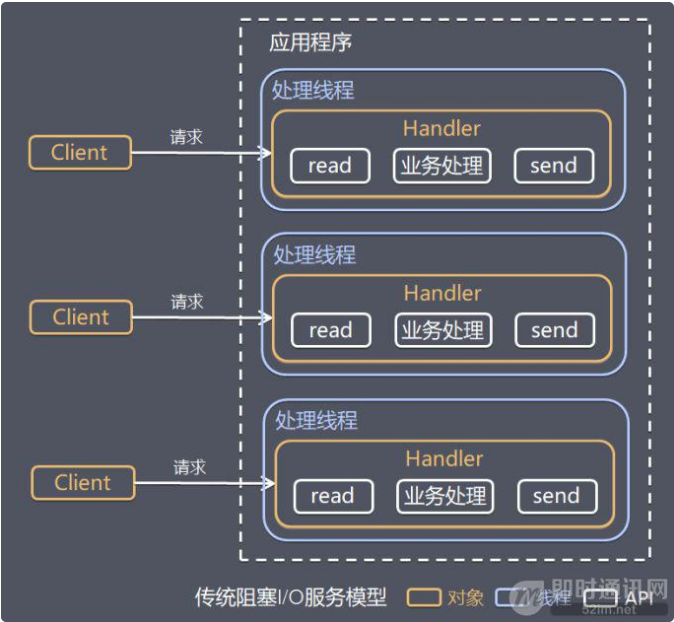 应用程序
处理线程
Handler
Client
请求
read
业务处理
send
处理线程
Handler
Client
请求
read
业务处理
send
处理线程
Handler
Client
请求
read
业务处理
send
传统阻塞I/O服务模型
对象
线程
API
即时通讯网
52im.net